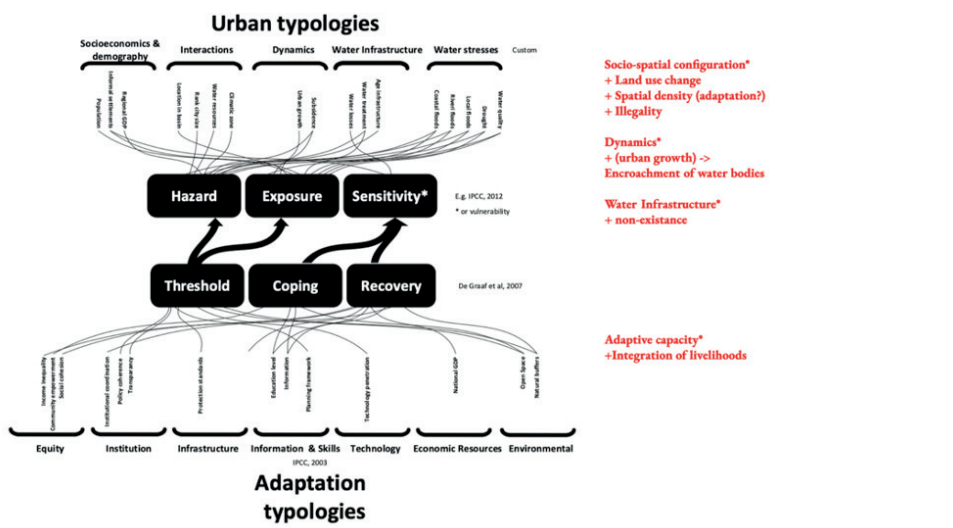 Urban typologies
Socioeconomics &
demography
Interactions
Dynamics
Water Infrastructure
Water stresses
Custom
Population
Informal settlements
Regional GDP
Location in basin
Rank city size
Water resources
Climatic zone
Urban growth
Subsidence
Water losses
Water treatment
Age infrastructure
Coastal floods
River floods
Local floods
Drought
Water quality
Hazard
Exposure
Sensitivity*
E.g. IPCC, 2012
* or vulnerability
Threshold
Coping
Recovery
De Graaf et al, 2007
Income inequality
Community empowerment
Social cohesion
Institutional coordination
Policy coherence
Transparancy
Protection standards
Education level
Information
Planning framework
Technology penetration
National GDP
Open Space
Natural buffers
Equity
Institution
Infrastructure
Information & Skills
Technology
Economic Resources
Environmental
IPCC, 2003
Adaptation
typologies
Socio-spatial configuration*
+ Land use change
+ Spatial density (adaptation?)
+ Illegality
Dynamics*
+ (urban growth) ->
Encroachment of water bodies
Water Infrastructure*
+ non-existance
Adaptive capacity*
+Integration of livelihoods